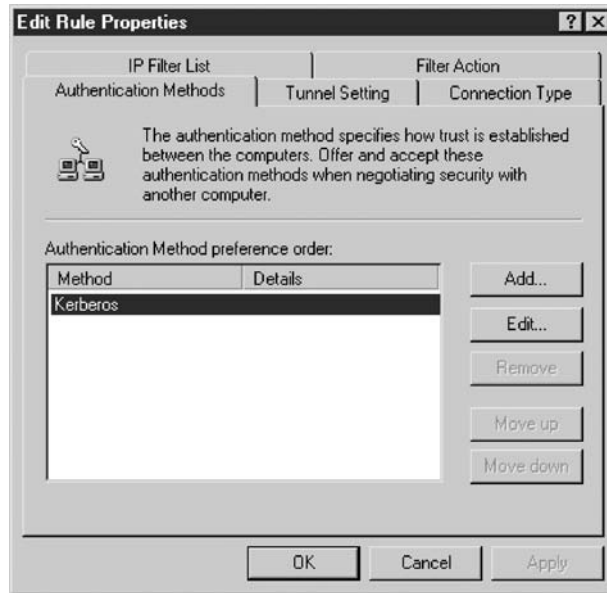 Edit Rule Properties
? ×
IP Filter List
Filter Action
Authentication Methods
Tunnel Setting
Connection Type
The authentication method specifies how trust is established
between the computers. Offer and accept these
authentication methods when negotiating security with
another computer.
Authentication Method preference order:
Method Details
Kerberos
Add...
Edit...
Remove
Move up
Move down
OK
Cancel
Apply